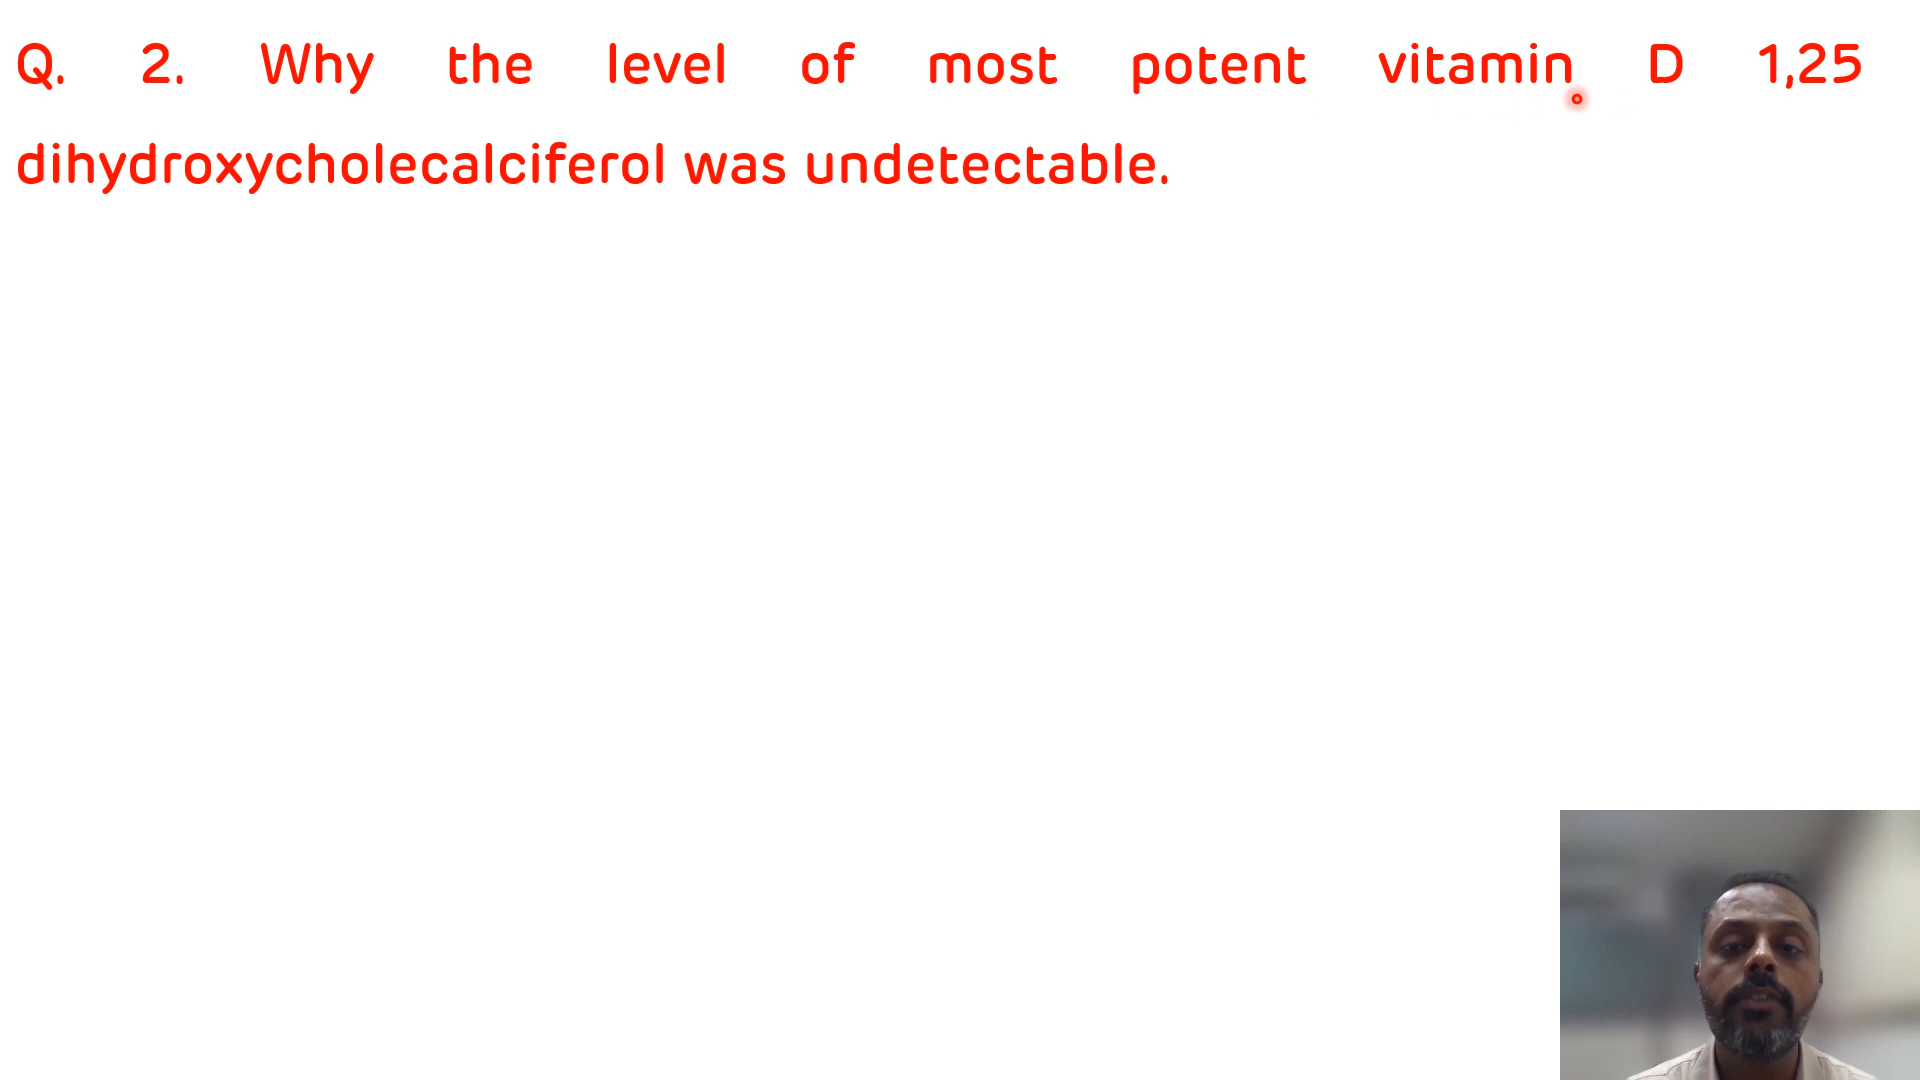 Q. 2. Why the level of most potent vitamin D 1,25
dihydroxycholecalciferol was undetectable.